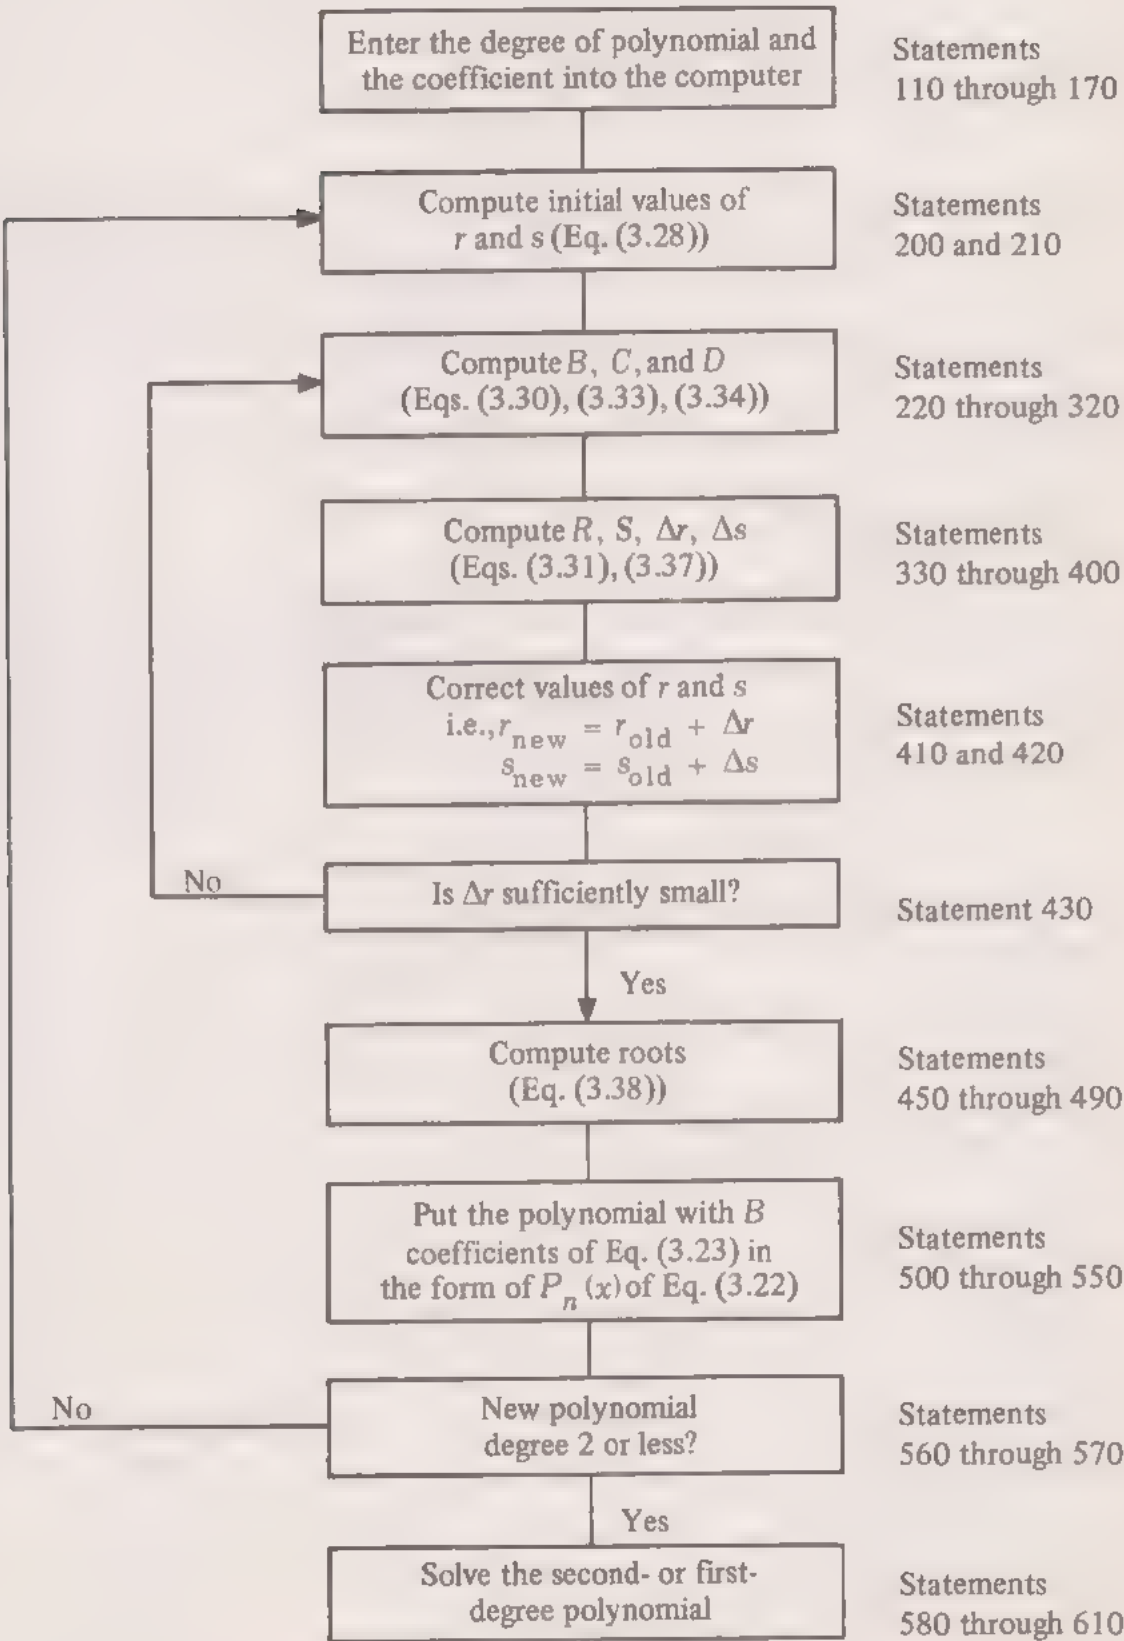 Enter the degree of polynomial and
the coefficient into the computer
Statements
110 through 170
Compute initial values of
r and s (Eq. (3.28))
Statements
200 and 210
Compute B, C, and D
(Eqs. (3.30), (3.33), (3.34))
Statements
220 through 320
Compute R, S, Δr, Δs
(Eqs. (3.31), (3.37))
Statements
330 through 400
Correct values of r and s
i.e., r_new = r_old + Δr
s_new = s_old + Δs
Statements
410 and 420
No
Is Δr sufficiently small?
Statement 430
Yes
Compute roots
(Eq. (3.38))
Statements
450 through 490
Put the polynomial with B
coefficients of Eq. (3.23) in
the form of P_n (x) of Eq. (3.22)
Statements
500 through 550
No
New polynomial
degree 2 or less?
Statements
560 through 570
Yes
Solve the second- or first-
degree polynomial
Statements
580 through 610